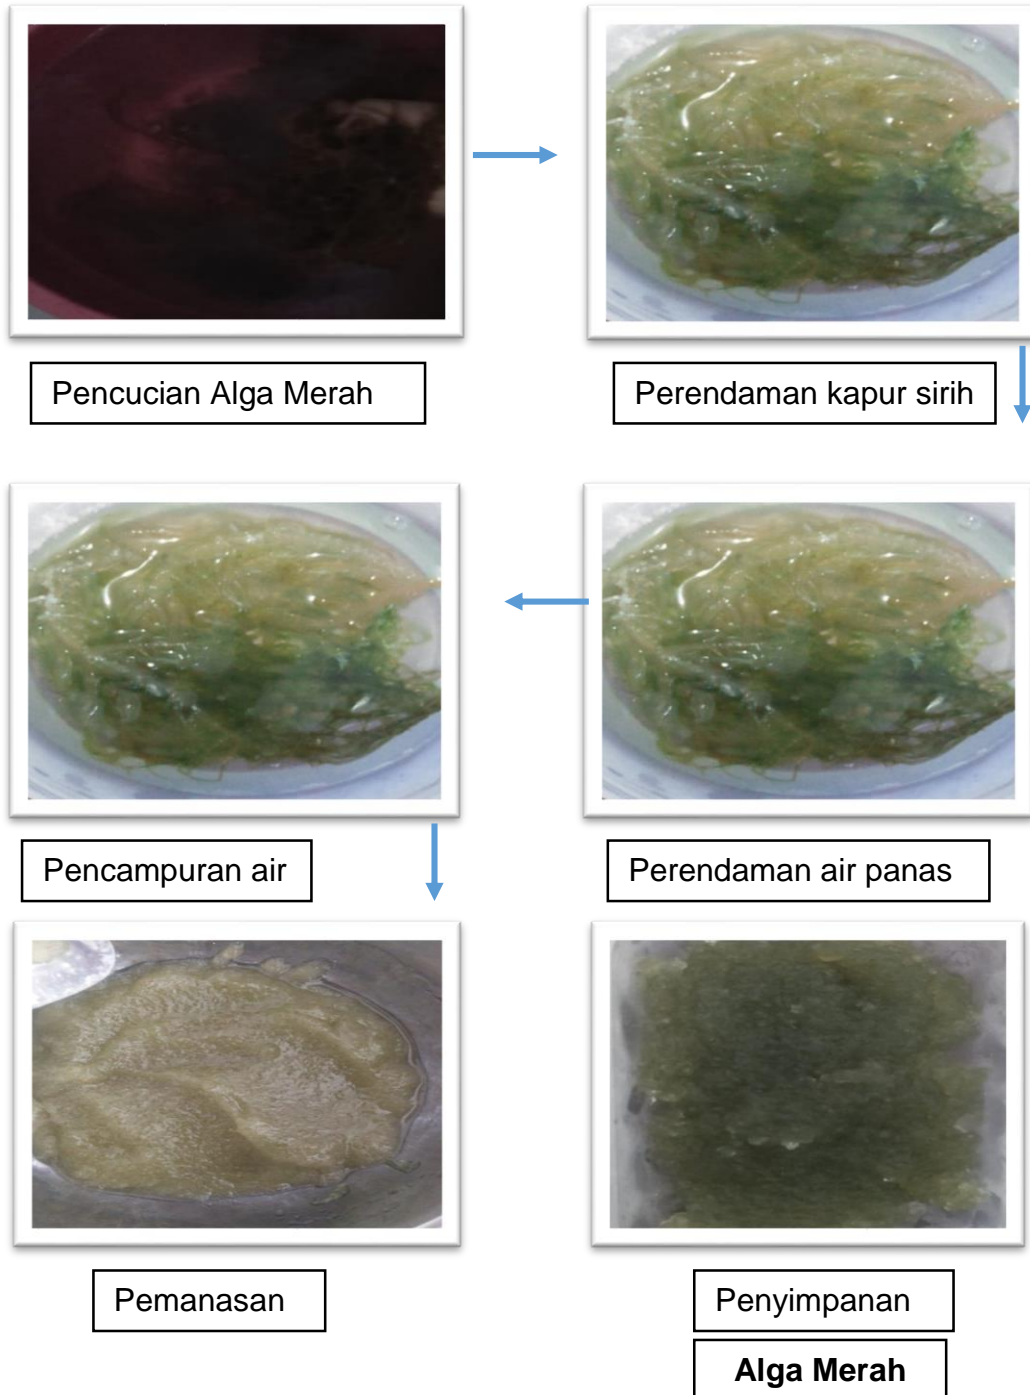 Pencucian Alga Merah
Perendaman kapur sirih
Pencampuran air
Perendaman air panas
Pemanasan
Penyimpanan
Alga Merah